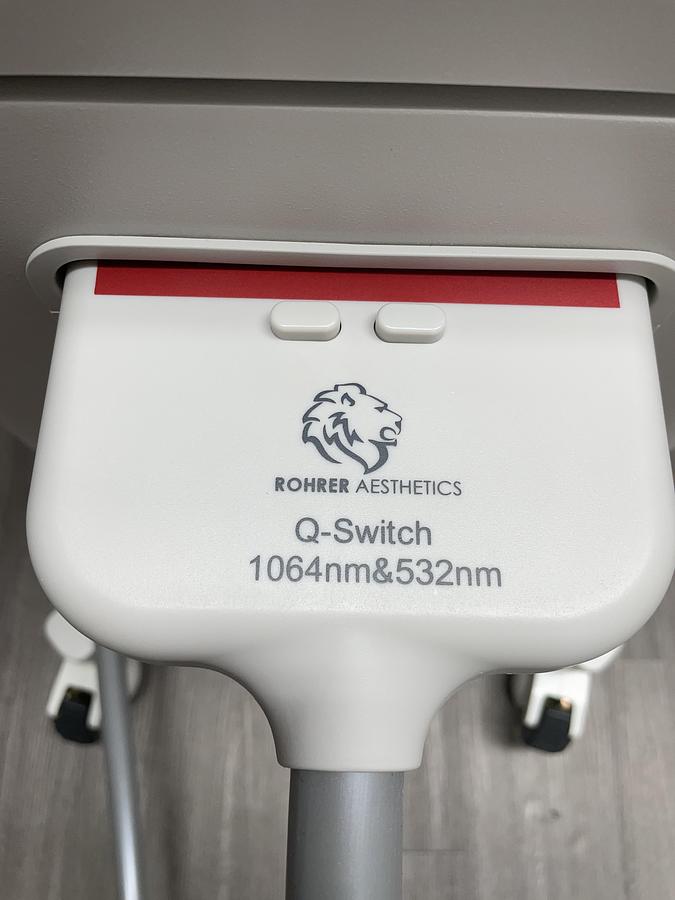 ROHRER AESTHETICS
Q-Switch
1064nm&532nm